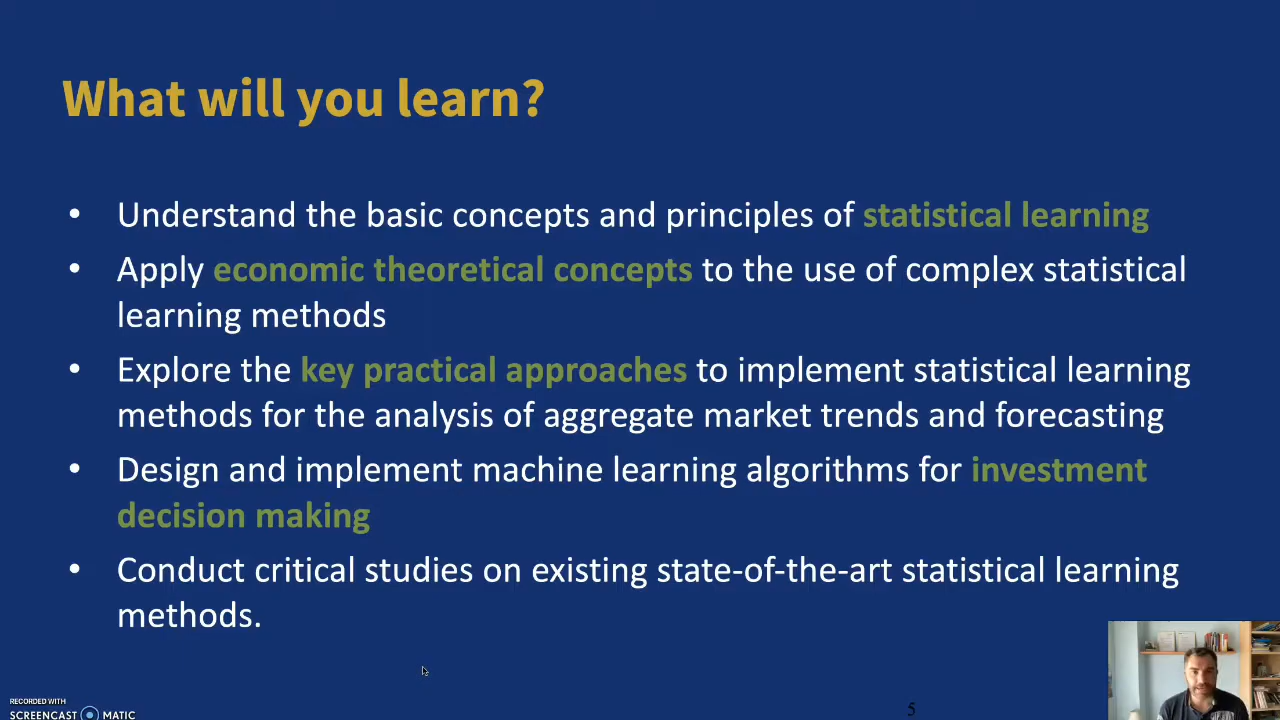 What will you learn?
• Understand the basic concepts and principles of statistical learning
• Apply economic theoretical concepts to the use of complex statistical
learning methods
• Explore the key practical approaches to implement statistical learning
methods for the analysis of aggregate market trends and forecasting
• Design and implement machine learning algorithms for investment
decision making
• Conduct critical studies on existing state-of-the-art statistical learning
methods.
RECORDED WITH
SCREENCAST MATIC
5